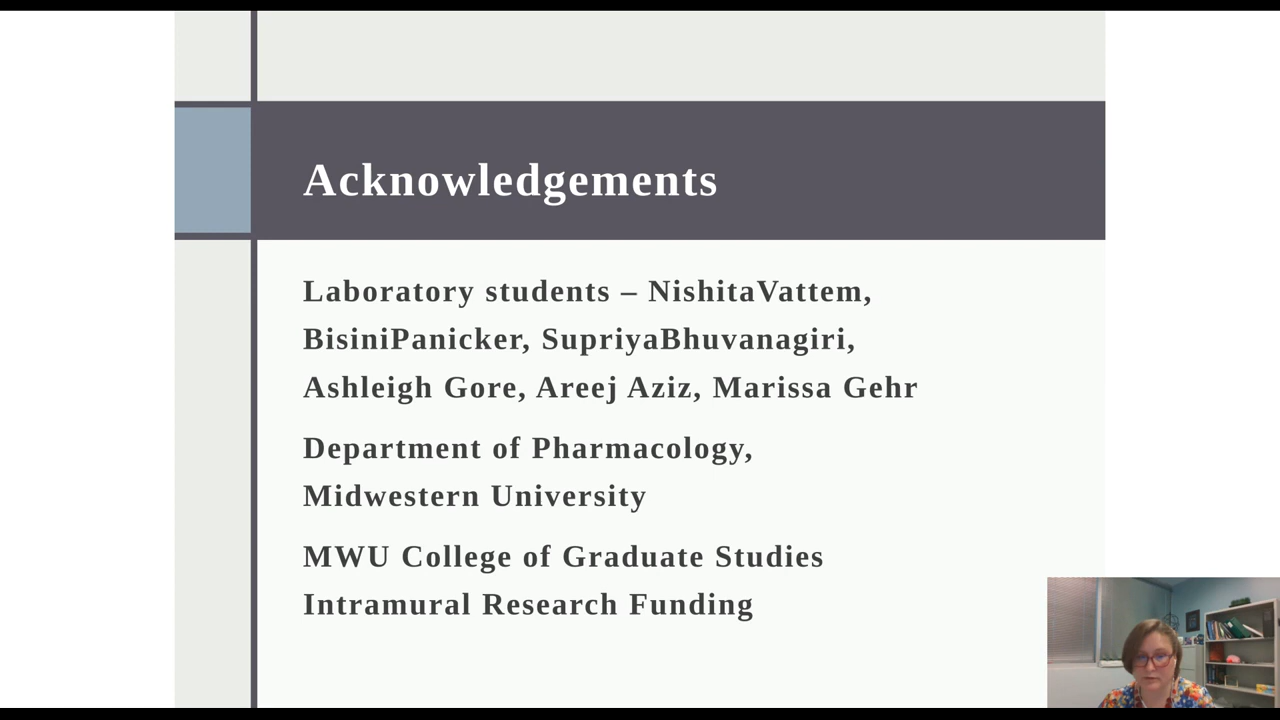 Acknowledgements
Laboratory students – NishitaVattem,
BisiniPanicker, SupriyaBhuvanagiri,
Ashleigh Gore, Areej Aziz, Marissa Gehr
Department of Pharmacology,
Midwestern University
MWU College of Graduate Studies
Intramural Research Funding